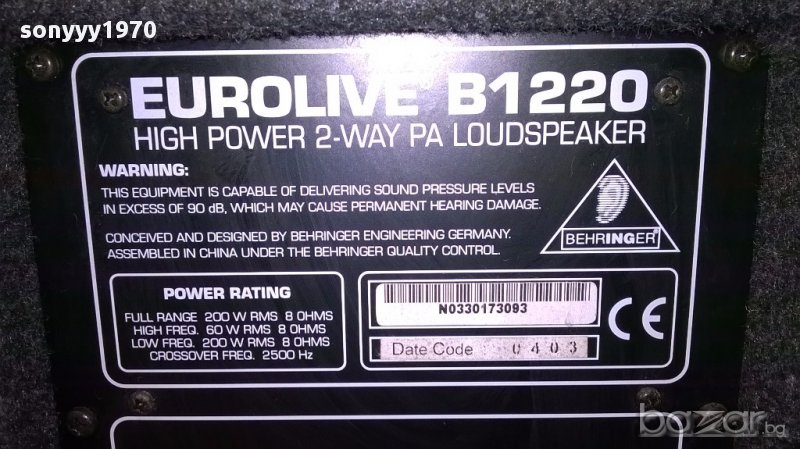 sonyyy1970
EUROLIVE B1220
HIGH POWER 2-WAY PA LOUDSPEAKER
WARNING:
THIS EQUIPMENT IS CAPABLE OF DELIVERING SOUND PRESSURE LEVELS
IN EXCESS OF 90 dB, WHICH MAY CAUSE PERMANENT HEARING DAMAGE.
CONCEIVED AND DESIGNED BY BEHRINGER ENGINEERING GERMANY.
ASSEMBLED IN CHINA UNDER THE BEHRINGER QUALITY CONTROL.
BEHRINGER
POWER RATING
FULL RANGE 200 W RMS 8 OHMS
HIGH FREQ. 60 W RMS 8 OHMS
LOW FREQ. 200 W RMS 8 OHMS
CROSSOVER FREQ. 2500 Hz
N0330173093
Date Code 0403
CE
bazar.bg